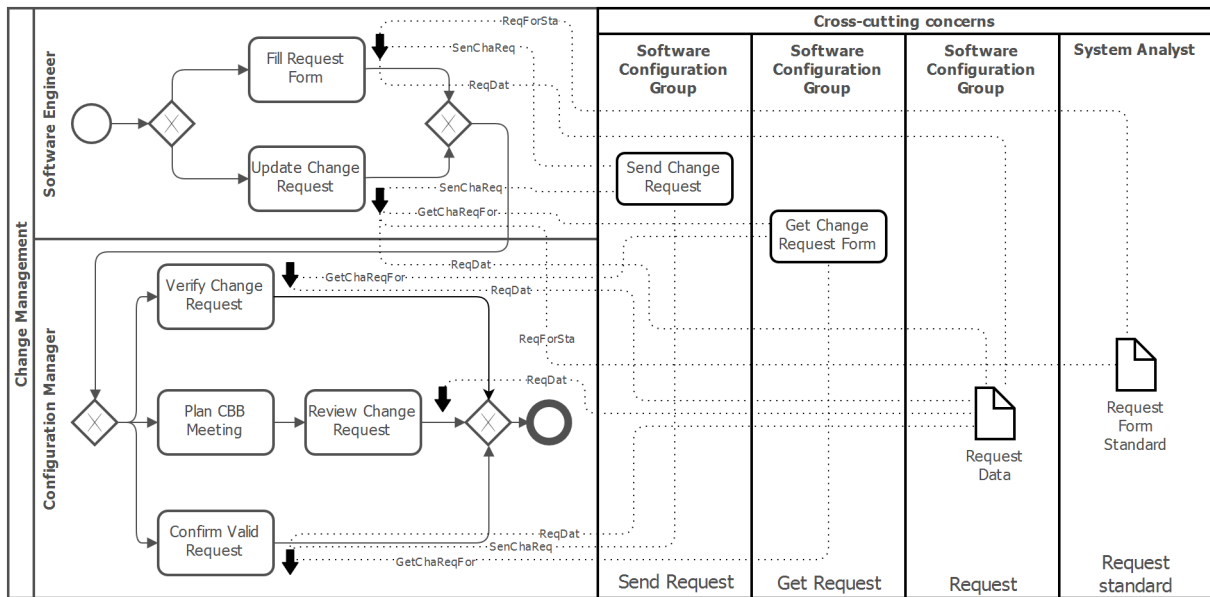 Cross-cutting concerns
Software
Configuration
Group
Software
Configuration
Group
Software
Configuration
Group
System Analyst
Change Management
Software Engineer
Configuration Manager
Fill Request
Form
Update Change
Request
ReqForSta
SenChaReq
ReqDat
SenChaReq
GetChaReqFor
ReqDat
Send Change
Request
Get Change
Request Form
Verify Change
Request
GetChaReqFor
ReqDat
ReqForSta
ReqDat
Plan CBB
Meeting
Review Change
Request
Confirm Valid
Request
ReqDat
SenChaReq
GetChaReqFor
Request
Data
Request
Form
Standard
Send Request
Get Request
Request
Request
standard